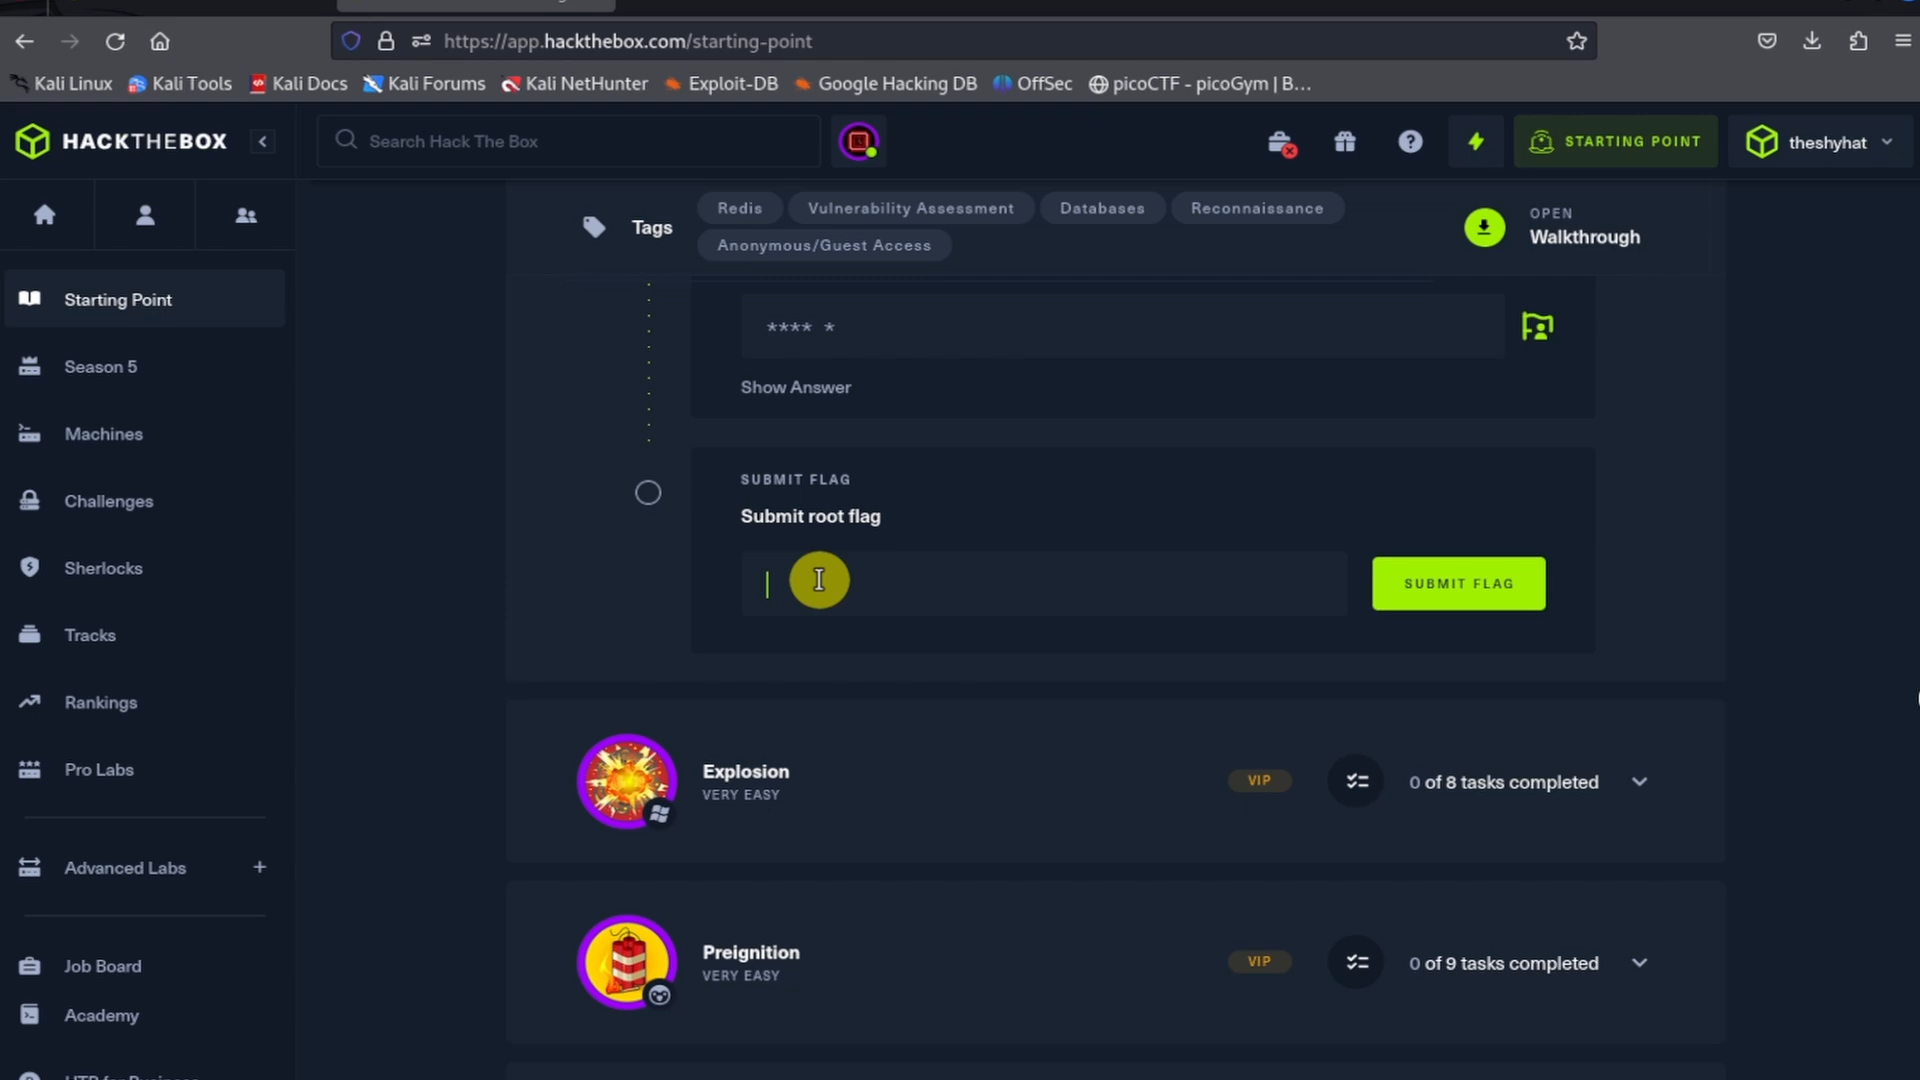 https://app.hackthebox.com/starting-point
Kali Linux Kali Tools Kali Docs Kali Forums Kali NetHunter Exploit-DB Google Hacking DB OffSec picoCTF - picoGym | B...
HACKTHEBOX
Search Hack The Box
STARTING POINT
theshyhat
Starting Point
Season 5
Machines
Challenges
Sherlocks
Tracks
Rankings
Pro Labs
Advanced Labs +
Job Board
Academy
Tags
Redis Vulnerability Assessment Databases Reconnaissance
Anonymous/Guest Access
OPEN
Walkthrough
**** *
Show Answer
SUBMIT FLAG
Submit root flag
SUBMIT FLAG
Explosion
VERY EASY
VIP
0 of 8 tasks completed
Preignition
VERY EASY
VIP
0 of 9 tasks completed